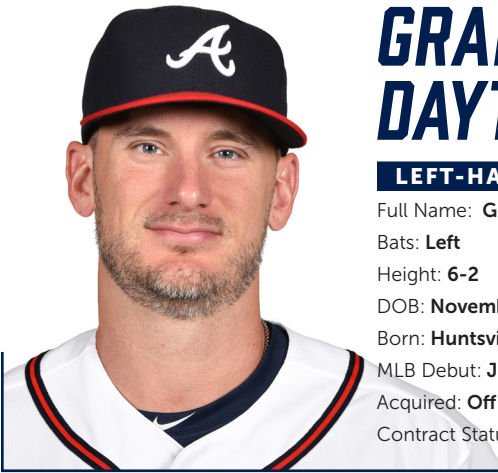 GRA
DAYT
LEFT-HA
Full Name: G
Bats: Left
Height: 6-2
DOB: Novem
Born: Huntsvi
MLB Debut: J
Acquired: Off
Contract Statu
A